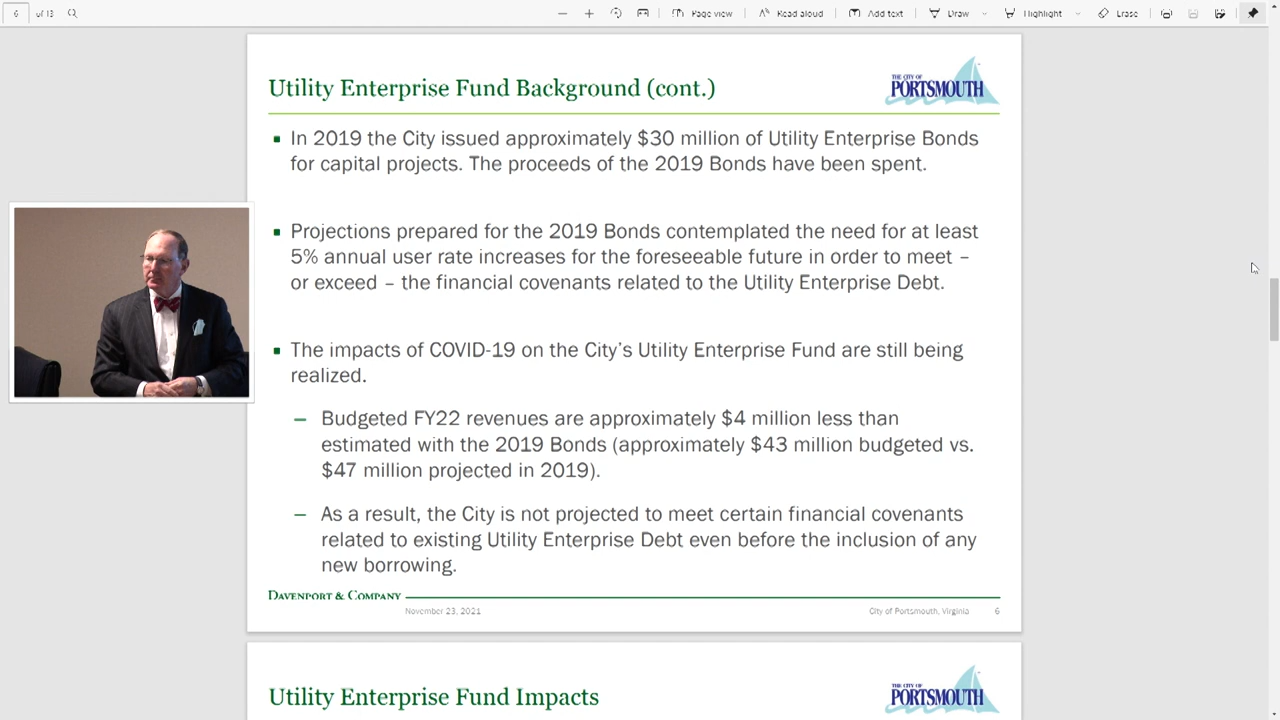 6 of 13 Page view Read aloud Add text Draw Highlight Erase
Utility Enterprise Fund Background (cont.)
THE CITY OF
PORTSMOUTH
▪ In 2019 the City issued approximately $30 million of Utility Enterprise Bonds
for capital projects. The proceeds of the 2019 Bonds have been spent.
▪ Projections prepared for the 2019 Bonds contemplated the need for at least
5% annual user rate increases for the foreseeable future in order to meet –
or exceed – the financial covenants related to the Utility Enterprise Debt.
▪ The impacts of COVID-19 on the City's Utility Enterprise Fund are still being
realized.
– Budgeted FY22 revenues are approximately $4 million less than
estimated with the 2019 Bonds (approximately $43 million budgeted vs.
$47 million projected in 2019).
– As a result, the City is not projected to meet certain financial covenants
related to existing Utility Enterprise Debt even before the inclusion of any
new borrowing.
DAVENPORT & COMPANY
November 23, 2021 City of Portsmouth, Virginia 6
Utility Enterprise Fund Impacts
THE CITY OF
PORTSMOUTH